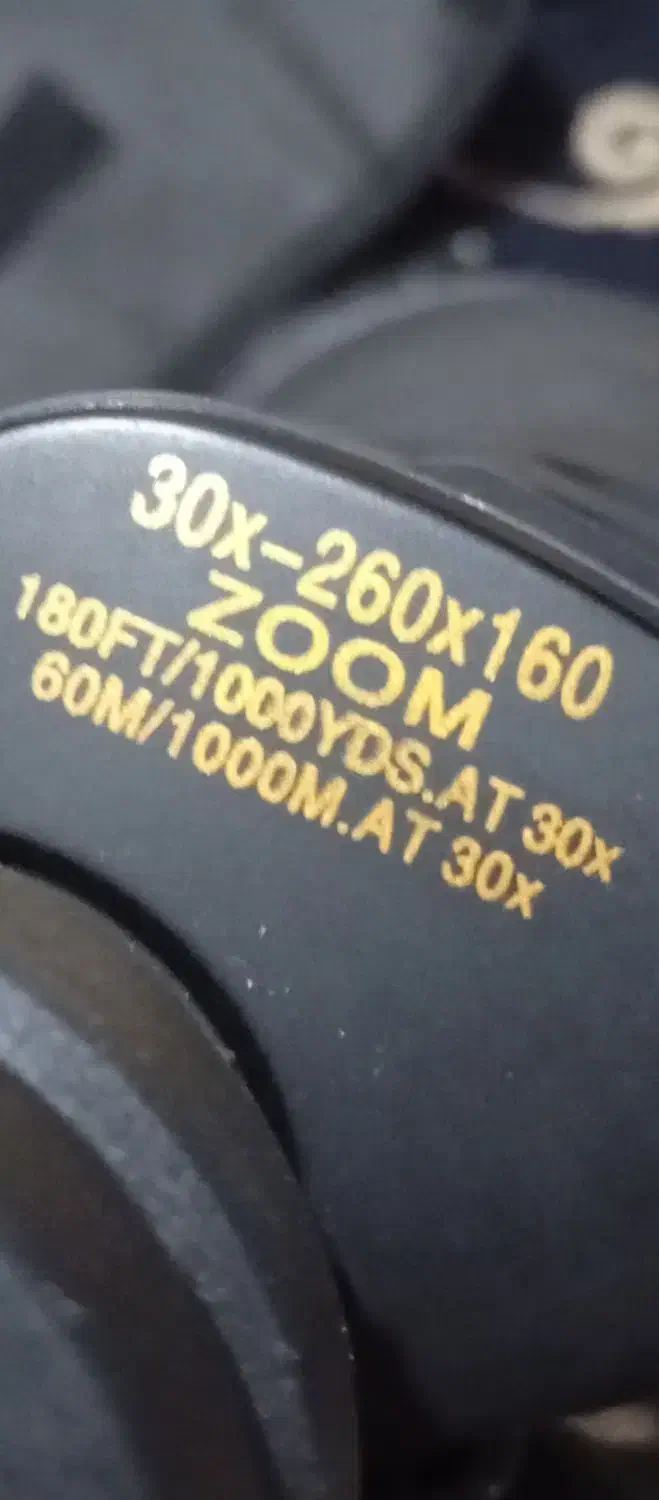 30x-260x160
ZOOM
180FT/1000YDS.AT 30x
60M/1000M.AT 30x